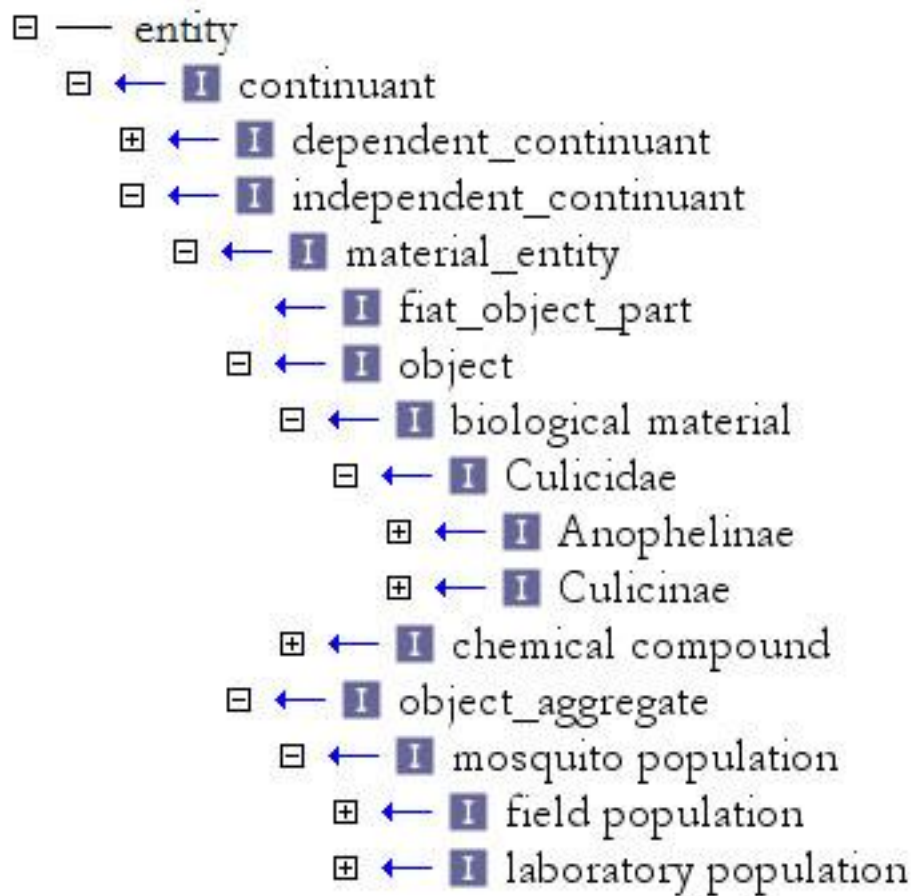 entity
I continuant
I dependent_continuant
I independent_continuant
I material_entity
I fiat_object_part
I object
I biological material
I Culicidae
I Anophelinae
I Culicinae
I chemical compound
I object_aggregate
I mosquito population
I field population
I laboratory population